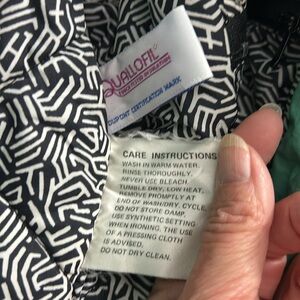 QUALLOFIL
DUPONT CERTIFICATION MARK
CARE INSTRUCTIONS
WASH IN WARM WATER.
RINSE THOROUGHLY.
NEVER USE BLEACH.
TUMBLE DRY, LOW HEAT.
REMOVE PROMPTLY AT
END OF WARM/DRY. CYCLE,
DO NOT STORE DAMP.
USE SYNTHETIC SETTING
WHEN IRONING. THE USE
OF A PRESSING CLOTH
IS ADVISED.
DO NOT DRY CLEAN.